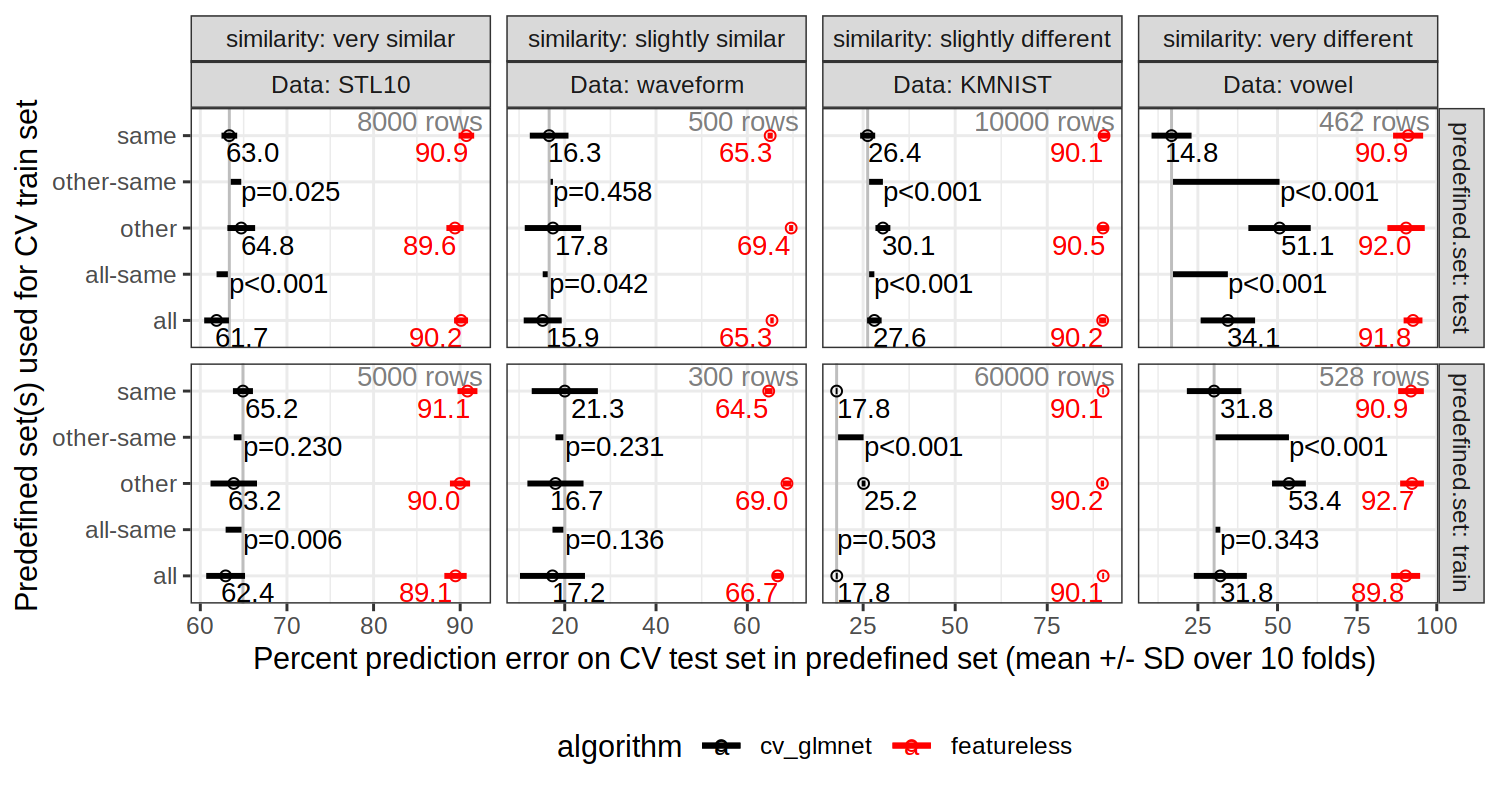 similarity: very similar
similarity: slightly similar
similarity: slightly different
similarity: very different
Data: STL10
Data: waveform
Data: KMNIST
Data: vowel
Predefined set(s) used for CV train set
same
other-same
other
all-same
all
8000 rows
63.0
90.9
p=0.025
64.8
89.6
p<0.001
61.7
90.2
500 rows
16.3
65.3
p=0.458
17.8
69.4
p=0.042
15.9
65.3
10000 rows
26.4
90.1
p<0.001
30.1
90.5
p<0.001
27.6
90.2
462 rows
14.8
90.9
p<0.001
51.1
92.0
p<0.001
34.1
91.8
predefined.set: test
same
other-same
other
all-same
all
5000 rows
65.2
91.1
p=0.230
63.2
90.0
p=0.006
62.4
89.1
300 rows
21.3
64.5
p=0.231
16.7
69.0
p=0.136
17.2
66.7
60000 rows
17.8
90.1
p<0.001
25.2
90.2
p=0.503
17.8
90.1
528 rows
31.8
90.9
p<0.001
53.4
92.7
p=0.343
31.8
89.8
predefined.set: train
60 70 80 90
20 40 60
25 50 75
25 50 75 100
Percent prediction error on CV test set in predefined set (mean +/- SD over 10 folds)
algorithm a cv_glmnet a featureless